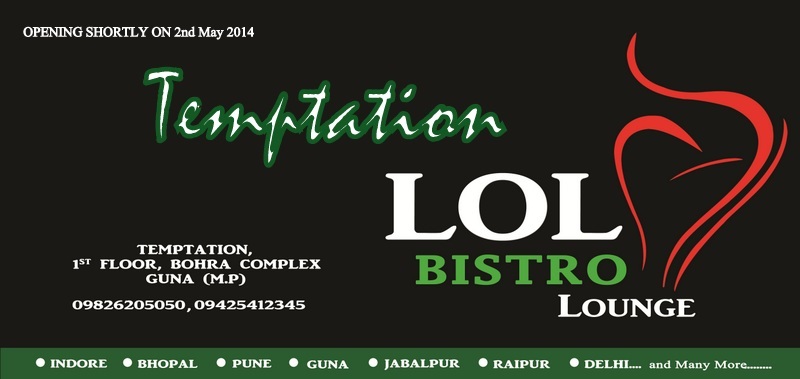 OPENING SHORTLY ON 2nd May 2014
Temptation
LOL
BISTRO
LOUNGE
TEMPTATION,
1ST FLOOR, BOHRA COMPLEX
GUNA (M.P)
09826205050, 09425412345
• INDORE • BHOPAL • PUNE • GUNA • JABALPUR • RAIPUR • DELHI.... and Many More........